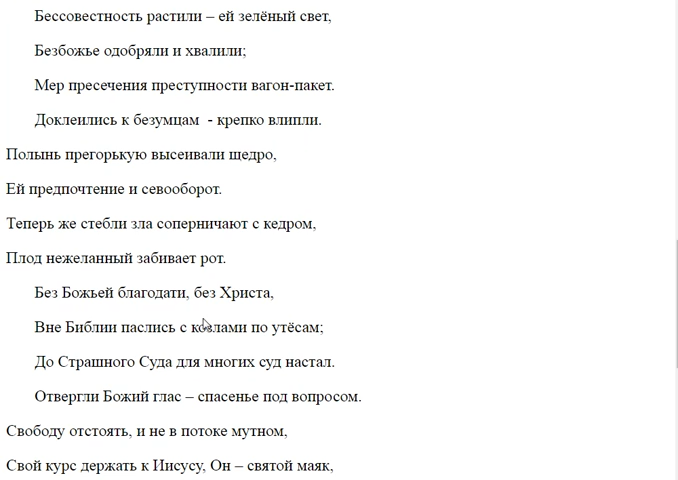 Бессовестность растили – ей зелёный свет,
Безбожье одобряли и хвалили;
Мер пресечения преступности вагон-пакет.
Доклеились к безумцам - крепко влипли.
Полынь прегорькую высеивали щедро,
Ей предпочтение и севооборот.
Теперь же стебли зла соперничают с кедром,
Плод нежеланный забивает рот.
Без Божьей благодати, без Христа,
Вне Библии паслись с козлами по утёсам;
До Страшного Суда для многих суд настал.
Отвергли Божий глас – спасенье под вопросом.
Свободу отстоять, и не в потоке мутном,
Свой курс держать к Иисусу, Он – святой маяк,